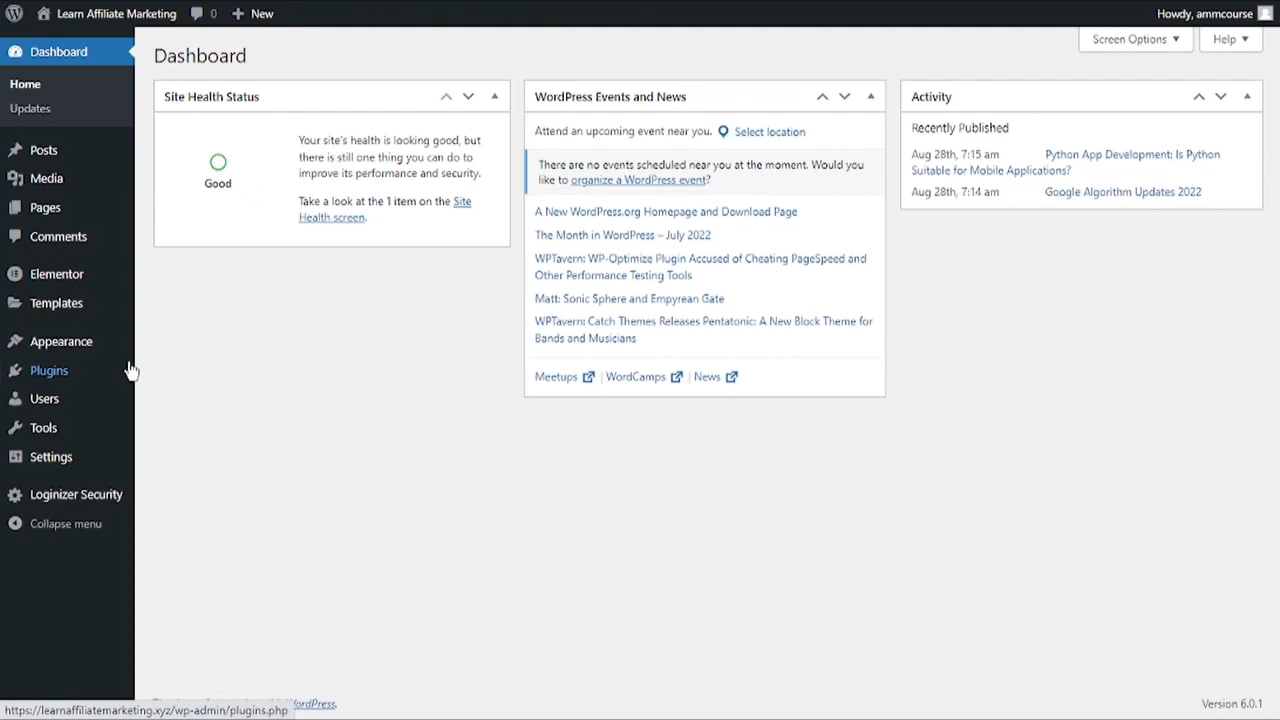 Learn Affiliate Marketing 0 New Howdy, ammcourse
Dashboard
Home
Updates
Posts
Media
Pages
Comments
Elementor
Templates
Appearance
Plugins
Users
Tools
Settings
Loginizer Security
Collapse menu
Screen Options Help
Dashboard
Site Health Status
Good
Your site's health is looking good, but
there is still one thing you can do to
improve its performance and security.
Take a look at the 1 item on the Site
Health screen.
WordPress Events and News
Attend an upcoming event near you. Select location
There are no events scheduled near you at the moment. Would you
like to organize a WordPress event?
A New WordPress.org Homepage and Download Page
The Month in WordPress – July 2022
WPTavern: WP-Optimize Plugin Accused of Cheating PageSpeed and
Other Performance Testing Tools
Matt: Sonic Sphere and Empyrean Gate
WPTavern: Catch Themes Releases Pentatonic: A New Block Theme for
Bands and Musicians
Meetups | WordCamps | News
Activity
Recently Published
Aug 28th, 7:15 am Python App Development: Is Python
Suitable for Mobile Applications?
Aug 28th, 7:14 am Google Algorithm Updates 2022
WordPress.
Version 6.0.1
https://learnaffiliatemarketing.xyz/wp-admin/plugins.php